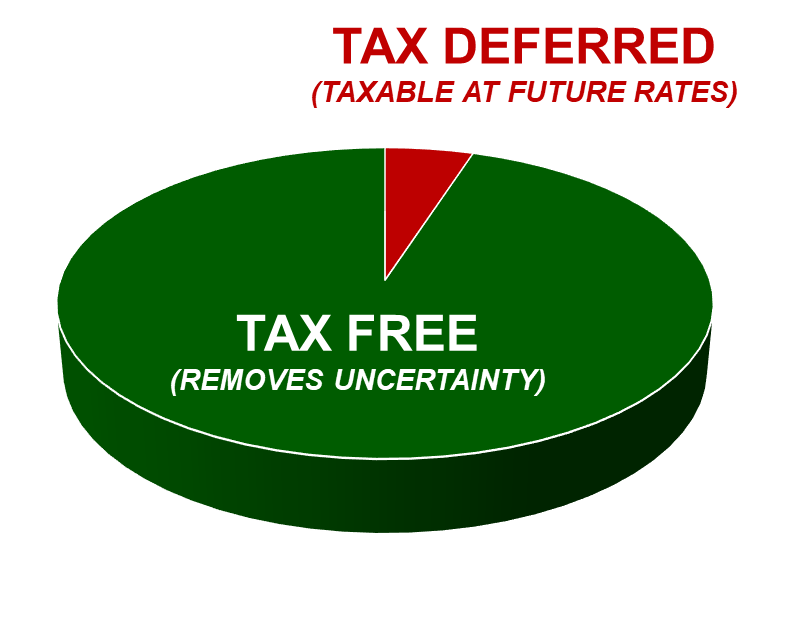 TAX DEFERRED
(TAXABLE AT FUTURE RATES)
TAX FREE
(REMOVES UNCERTAINTY)